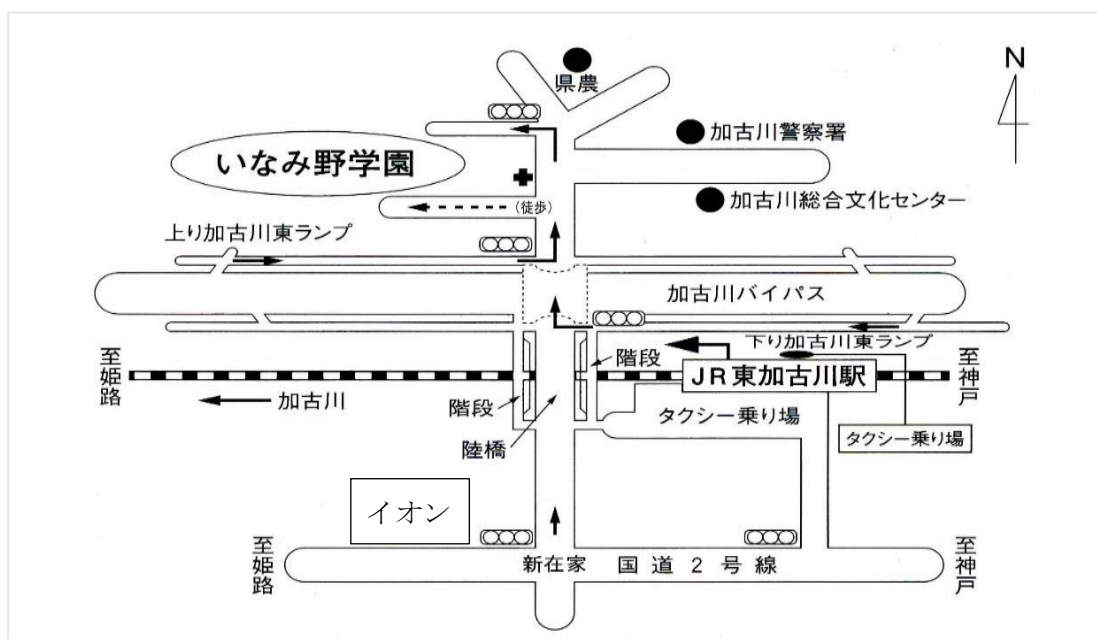 N
県農
加古川警察署
いなみ野学園
加古川総合文化センター
(徒歩)
上り加古川東ランプ
加古川バイパス
下り加古川東ランプ
至姫路
階段
JR東加古川駅
至神戸
加古川
階段
タクシー乗り場
タクシー乗り場
陸橋
イオン
至姫路
新在家
国道2号線
至神戸